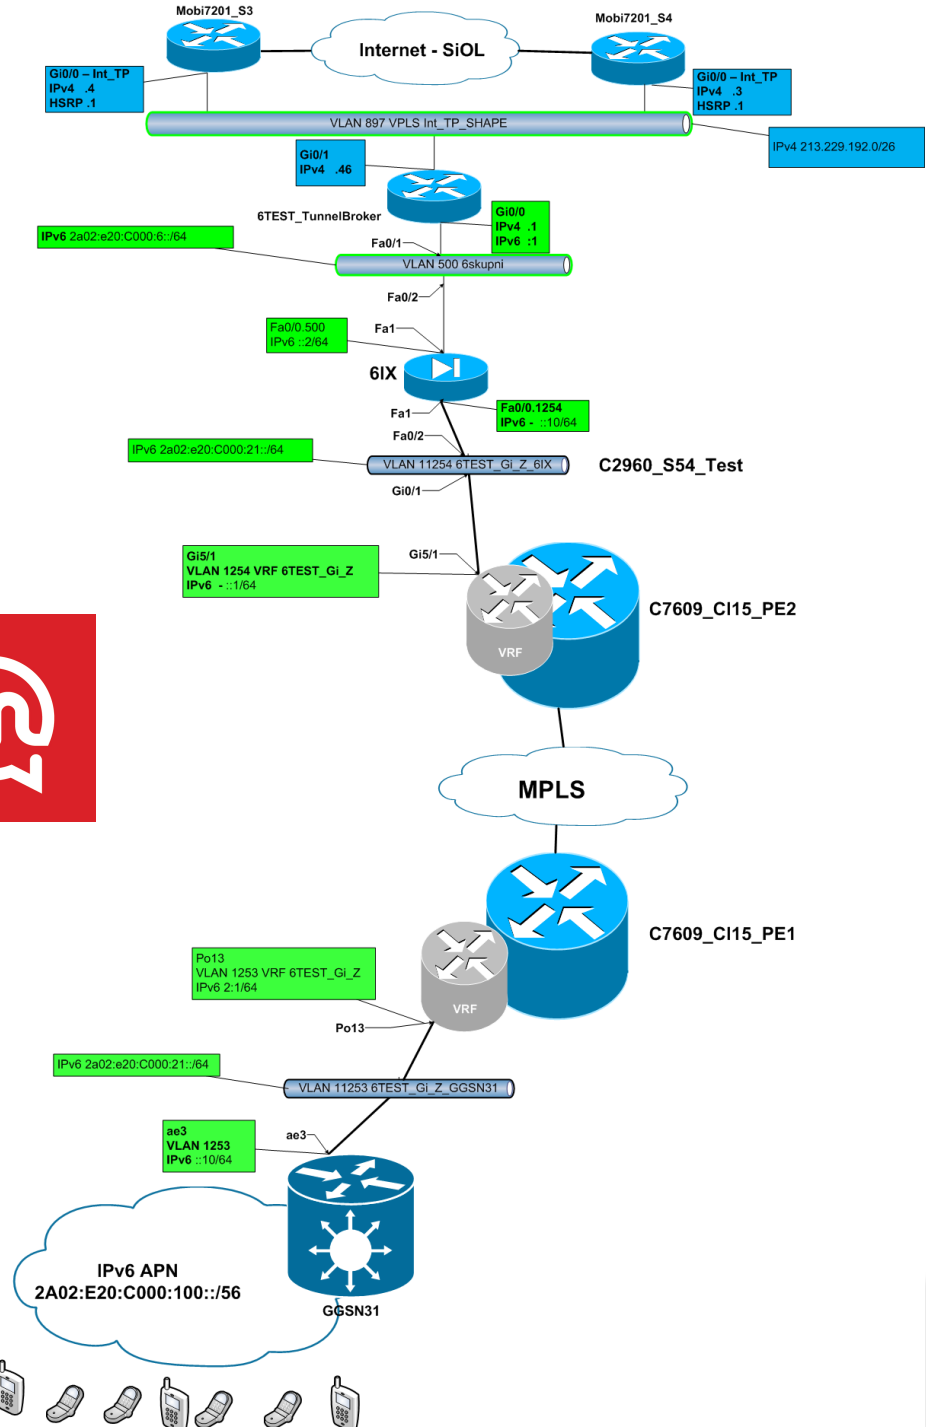 Mobi7201_S3
Mobi7201_S4
Internet - SiOL
Gi0/0 – Int_TP
IPv4 .4
HSRP .1
Gi0/0 – Int_TP
IPv4 .3
HSRP .1
VLAN 897 VPLS Int_TP_SHAPE
IPv4 213.229.192.0/26
Gi0/1
IPv4 .46
6TEST_TunnelBroker
Gi0/0
IPv4 .1
IPv6 :1
IPv6 2a02:e20:C000:6::/64
Fa0/1
VLAN 500 6skupni
Fa0/2
Fa0/0.500
IPv6 ::2/64
Fa1
6IX
Fa1
Fa0/0.1254
IPv6 - ::10/64
Fa0/2
IPv6 2a02:e20:C000:21::/64
VLAN 11254 6TEST_Gi_Z_6IX
C2960_S54_Test
Gi0/1
Gi5/1
VLAN 1254 VRF 6TEST_Gi_Z
IPv6 - ::1/64
Gi5/1
C7609_Cl15_PE2
VRF
MPLS
C7609_Cl15_PE1
Po13
VLAN 1253 VRF 6TEST_Gi_Z
IPv6 2:1/64
VRF
Po13
IPv6 2a02:e20:C000:21::/64
VLAN 11253 6TEST_Gi_Z_GGSN31
ae3
VLAN 1253
IPv6 ::10/64
ae3
IPv6 APN
2A02:E20:C000:100::/56
GGSN31